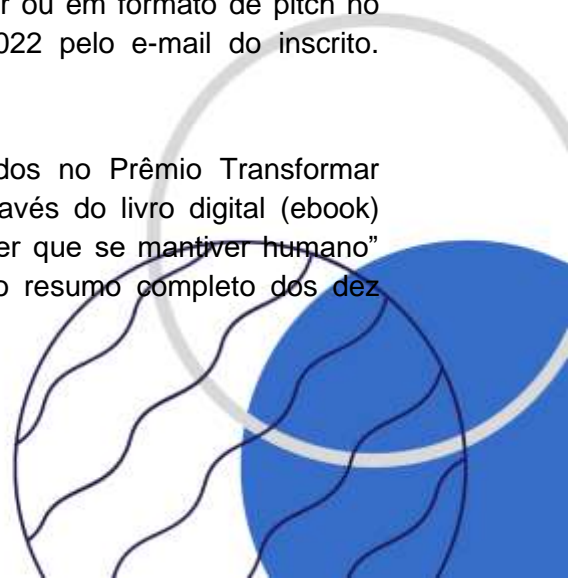 r ou em formato de pitch no
022 pelo e-mail do inscrito.
dos no Prêmio Transformar
avés do livro digital (ebook)
er que se mantiver humano”
o resumo completo dos dez